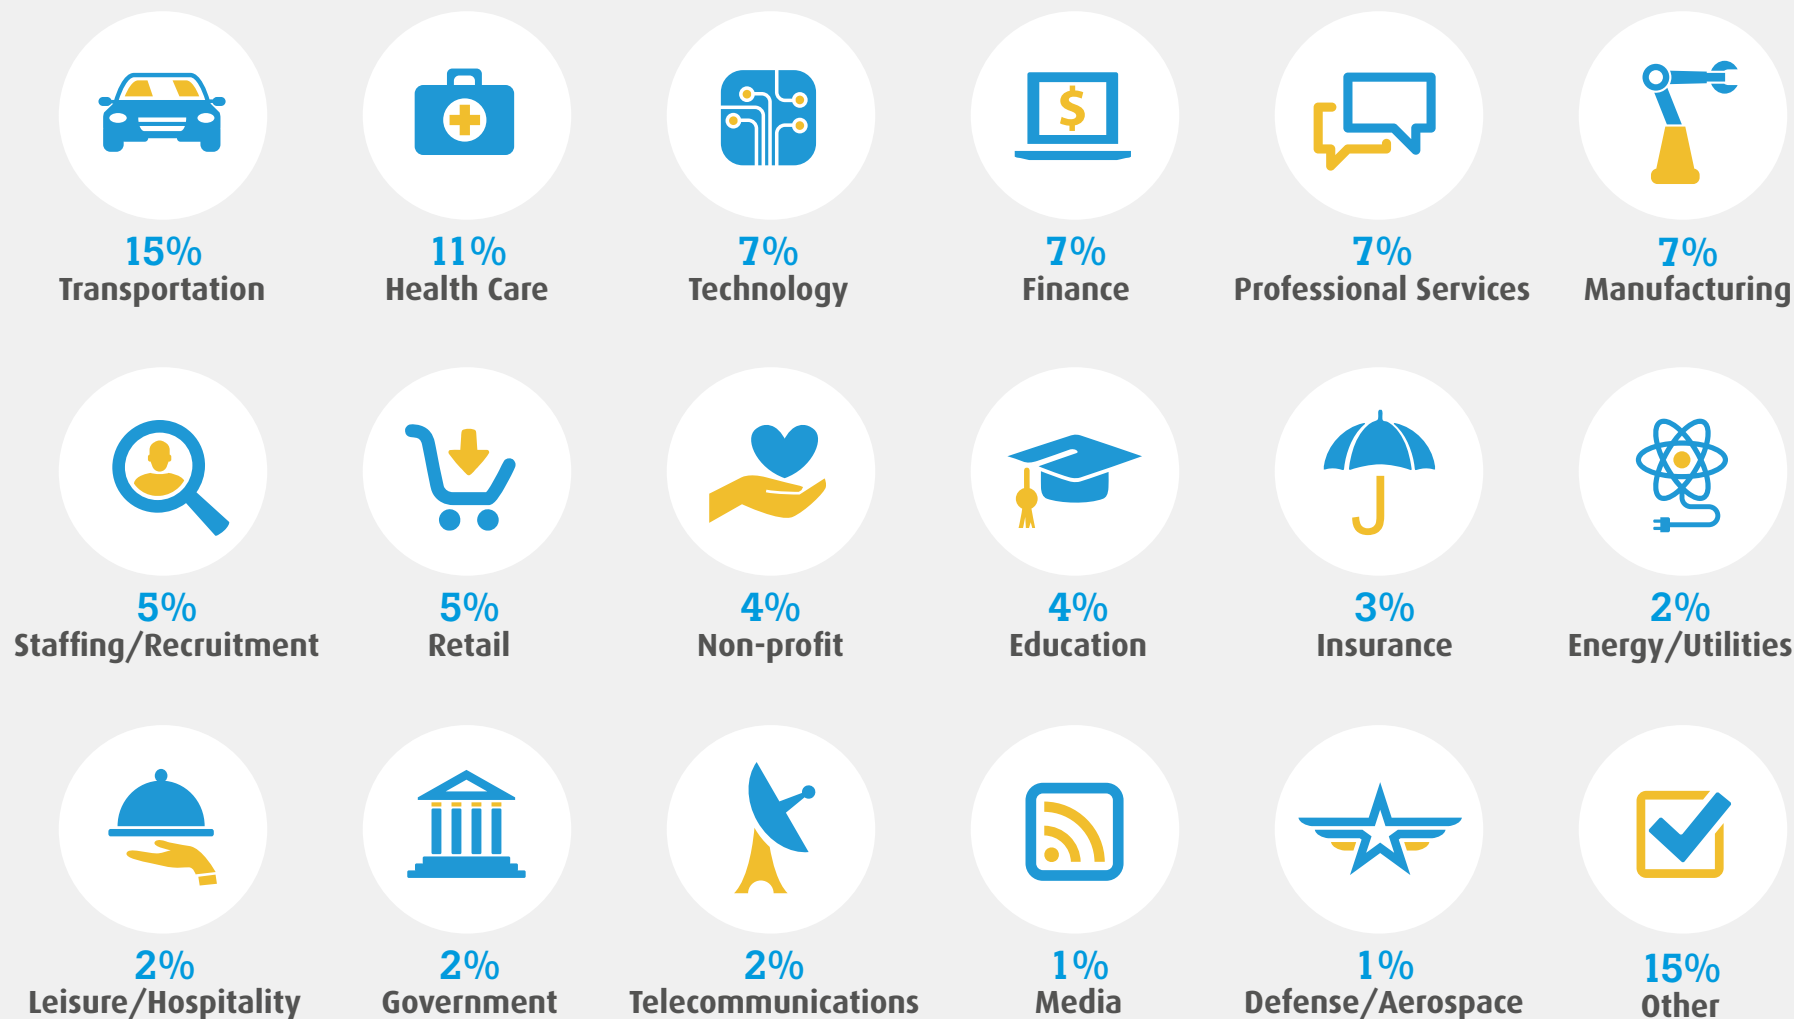 15%
Transportation
11%
Health Care
7%
Technology
7%
Finance
7%
Professional Services
7%
Manufacturing
5%
Staffing/Recruitment
5%
Retail
4%
Non-profit
4%
Education
3%
Insurance
2%
Energy/Utilities
2%
Leisure/Hospitality
2%
Government
2%
Telecommunications
1%
Media
1%
Defense/Aerospace
15%
Other
$